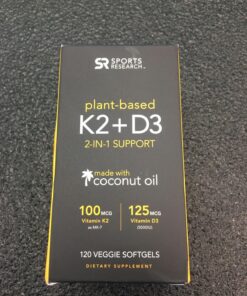 SR SPORTS
RESEARCH
plant-based
K2+D3
2-IN-1 SUPPORT
made with
coconut oil
100 MCG 125 MCG
Vitamin K2 Vitamin D3
as MK-7 (5000IU)
120 VEGGIE SOFTGELS
DIETARY SUPPLEMENT